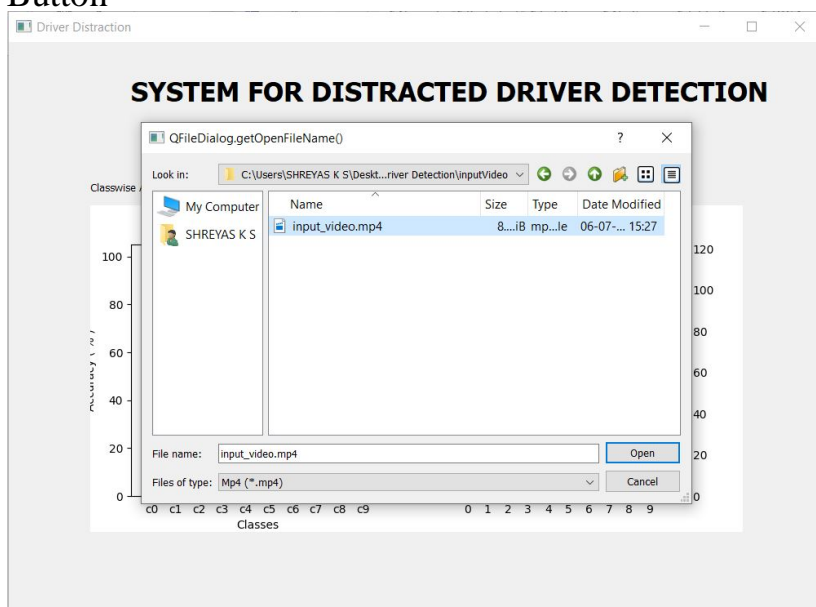 Button
Driver Distraction
SYSTEM FOR DISTRACTED DRIVER DETECTION
QFileDialog.getOpenFileName()
Look in: C:\Users\SHREYAS K S\Deskt...river Detection\inputVideo
Classwise
My Computer
SHREYAS K S
Name Size Type Date Modified
input_video.mp4 8....iB mp...le 06-07-... 15:27
100
80
60
40
20
0
Accuracy ( %)
120
100
80
60
40
20
0
File name: input_video.mp4 Open
Files of type: Mp4 (*.mp4) Cancel
c0 c1 c2 c3 c4 c5 c6 c7 c8 c9
0 1 2 3 4 5 6 7 8 9
Classes